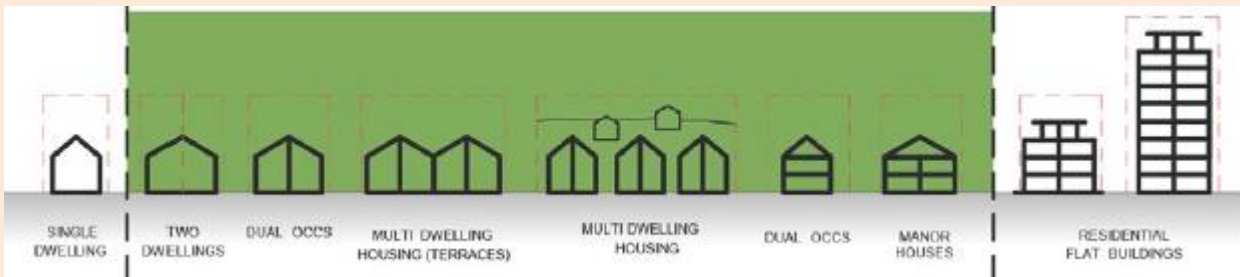 SINGLE
DWELLING
TWO
DWELLINGS
DUAL OCCS
MULTI DWELLING
HOUSING (TERRACES)
MULTI DWELLING
HOUSING
DUAL OCCS
MANOR
HOUSES
RESIDENTIAL
FLAT BUILDINGS